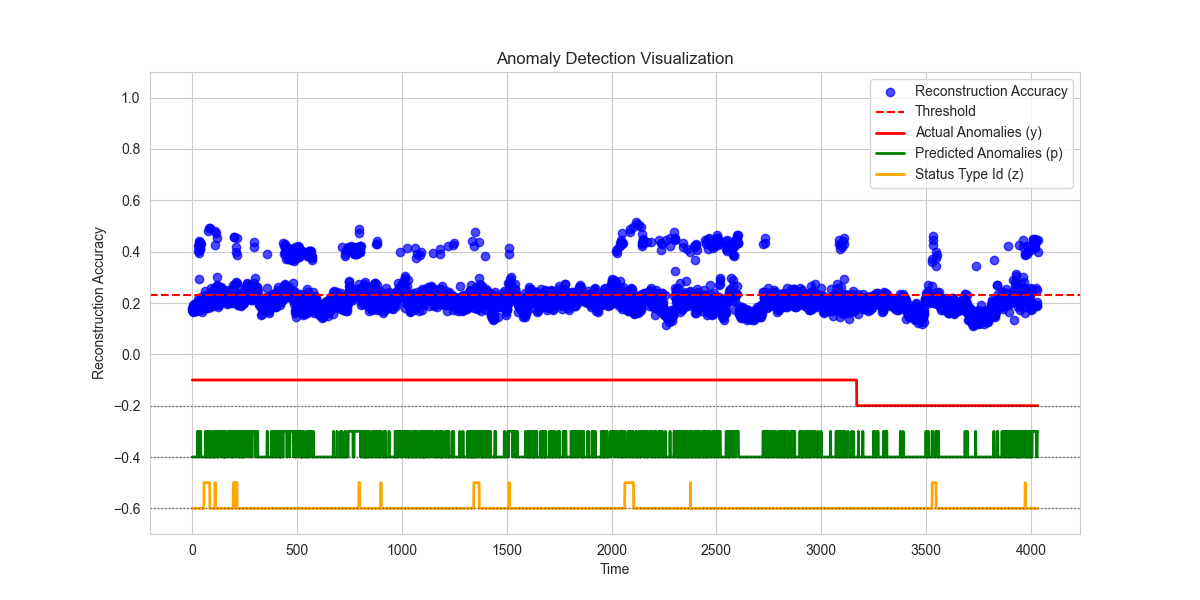 Anomaly Detection Visualization
Reconstruction Accuracy
1.0
0.8
0.6
0.4
0.2
0.0
−0.2
−0.4
−0.6
Reconstruction Accuracy
Threshold
Actual Anomalies (y)
Predicted Anomalies (p)
Status Type Id (z)
0 500 1000 1500 2000 2500 3000 3500 4000
Time